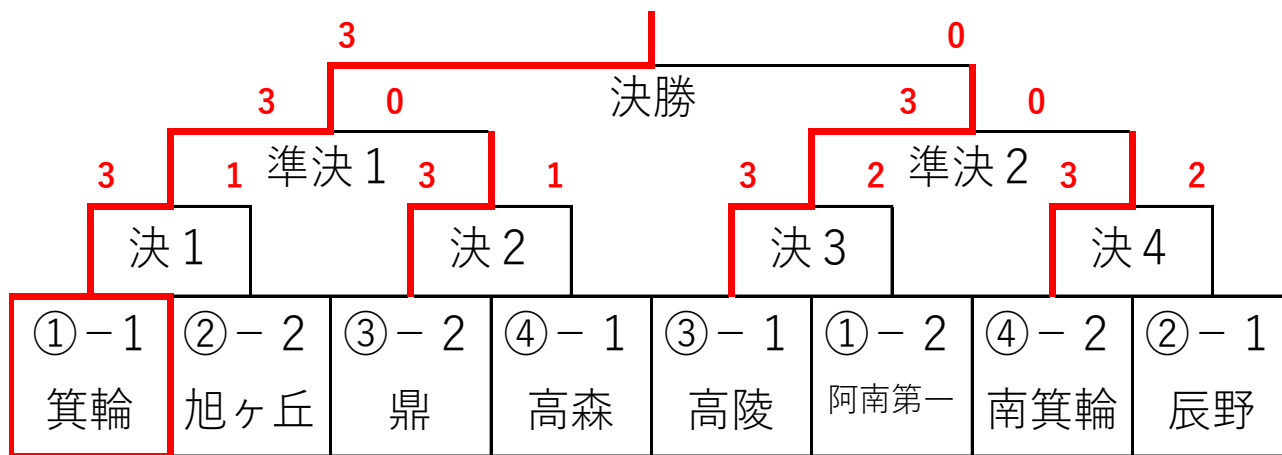 3 0
決勝
3 0 3 0
準決1 準決2
3 1 3 1 3 2 3 2
決1 決2 決3 決4
①-1 ②-2 ③-2 ④-1 ③-1 ①-2 ④-2 ②-1
箕輪 旭ヶ丘 鼎 高森 高陵 阿南第一 南箕輪 辰野